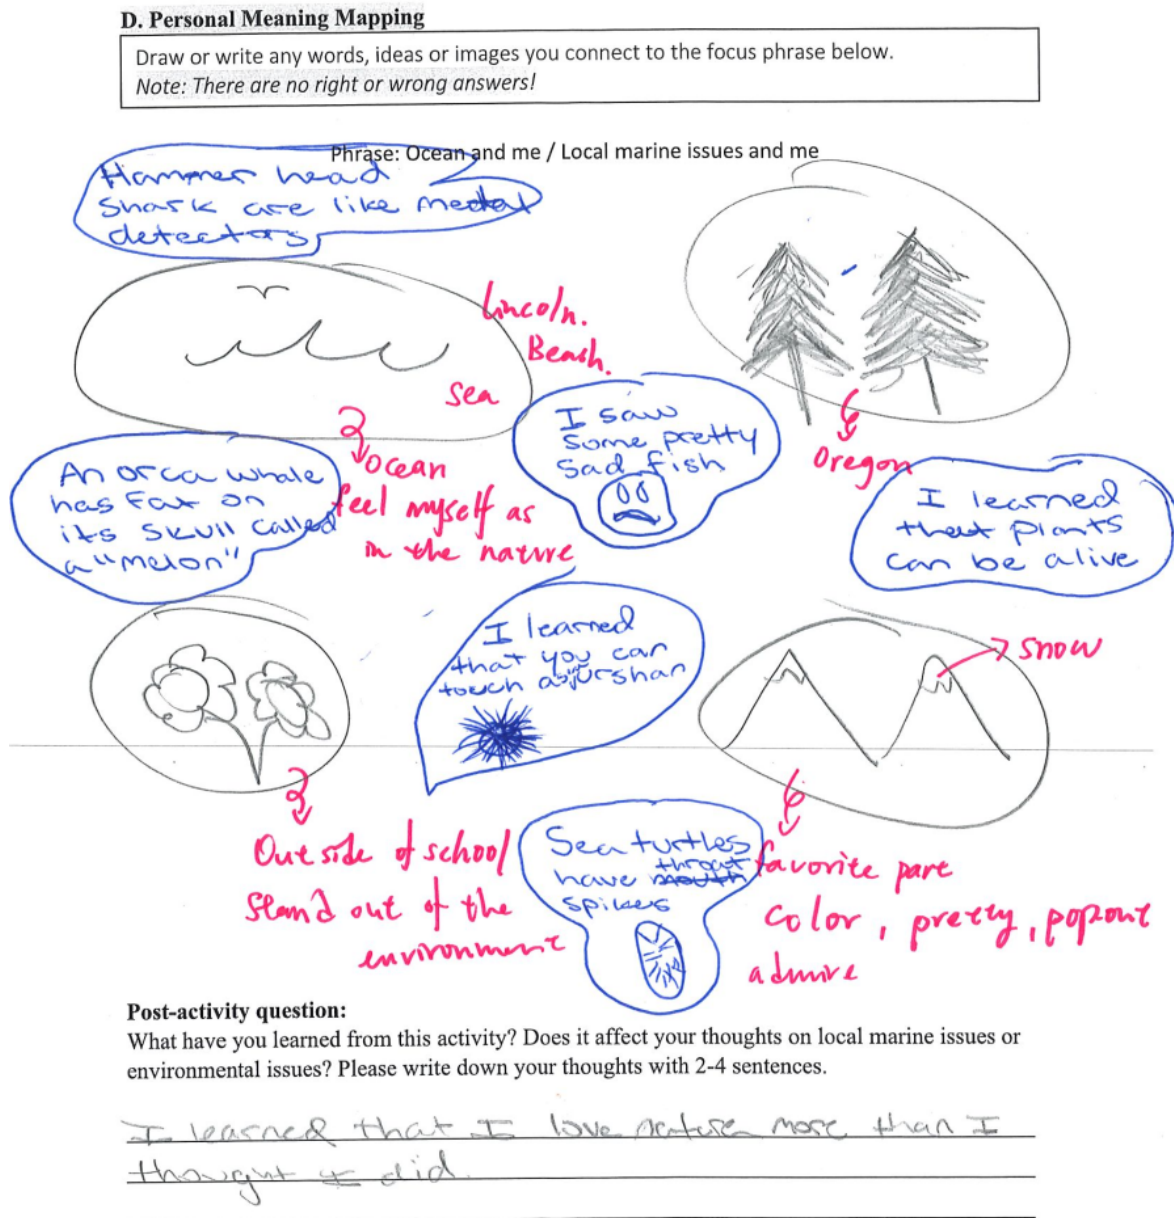 D. Personal Meaning Mapping
Draw or write any words, ideas or images you connect to the focus phrase below.
Note: There are no right or wrong answers!
Phrase: Ocean and me / Local marine issues and me
Hammer head
Shark are like medal
detectors
Lincoln.
Beach.
sea
I saw
some pretty
sad fish
Oregon
ocean
feel myself as
in the nature
An orca whale
has fat on
its skull called
a "melon"
I learned
that plants
can be alive
I learned
that you can
touch
snow
Out side of school
stand out of the
environment
Sea turtles
throat
have mouth
spikes
favorite part
color, pretty, popout
admire
Post-activity question:
What have you learned from this activity? Does it affect your thoughts on local marine issues or
environmental issues? Please write down your thoughts with 2-4 sentences.
I learned that I love nature more than I
thought I did.